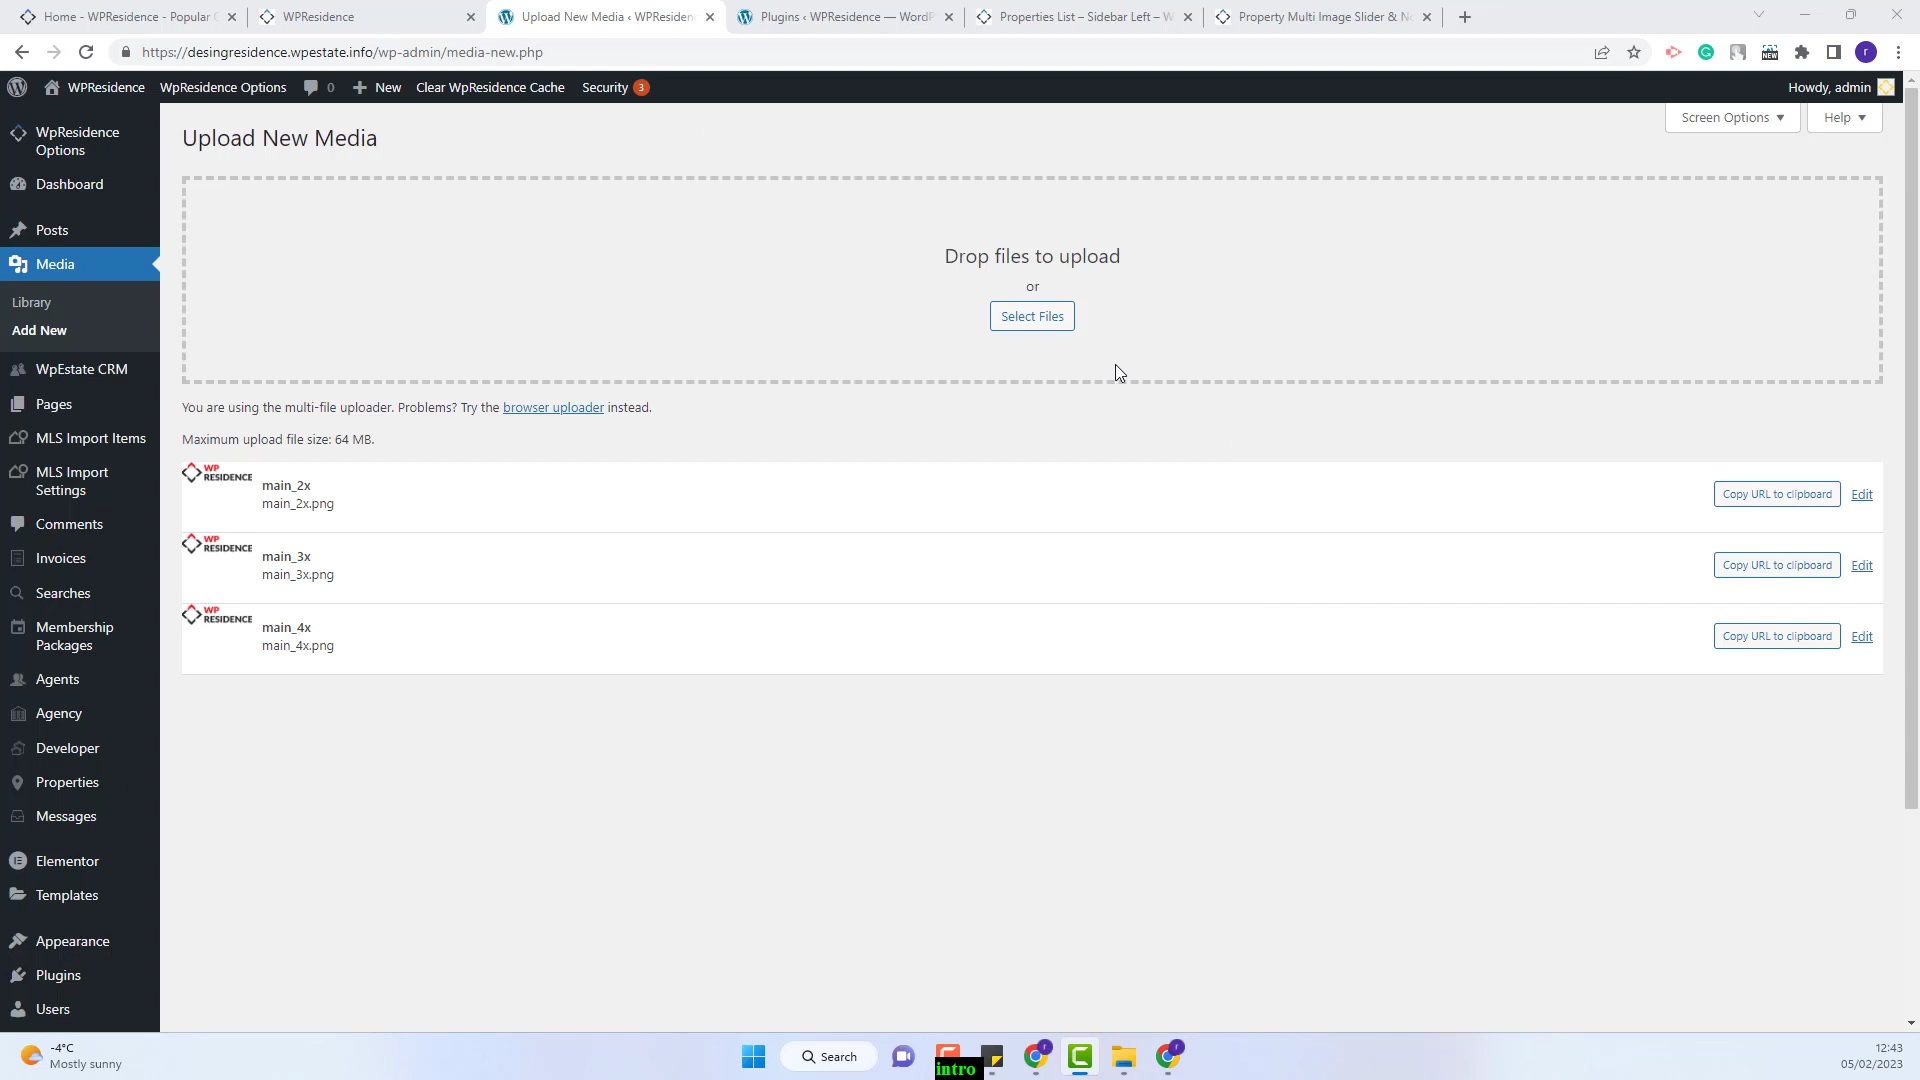 Home - WPResidence - Popular
WPResidence
Upload New Media ‹ WPResiden
Plugins ‹ WPResidence — WordP
Properties List – Sidebar Left – W
Property Multi Image Slider & N
https://desingresidence.wpestate.info/wp-admin/media-new.php
NEW
r
WPResidence
WpResidence Options
0
New
Clear WpResidence Cache
Security 3
Howdy, admin
WpResidence Options
Dashboard
Posts
Media
Library
Add New
WpEstate CRM
Pages
MLS Import Items
MLS Import Settings
Comments
Invoices
Searches
Membership Packages
Agents
Agency
Developer
Properties
Messages
Elementor
Templates
Appearance
Plugins
Users
Screen Options
Help
Upload New Media
Drop files to upload
or
Select Files
You are using the multi-file uploader. Problems? Try the browser uploader instead.
Maximum upload file size: 64 MB.
WP RESIDENCE
main_2x
main_2x.png
Copy URL to clipboard
Edit
WP RESIDENCE
main_3x
main_3x.png
Copy URL to clipboard
Edit
WP RESIDENCE
main_4x
main_4x.png
Copy URL to clipboard
Edit
-4°C
Mostly sunny
Search
intro
r
r
12:43
05/02/2023